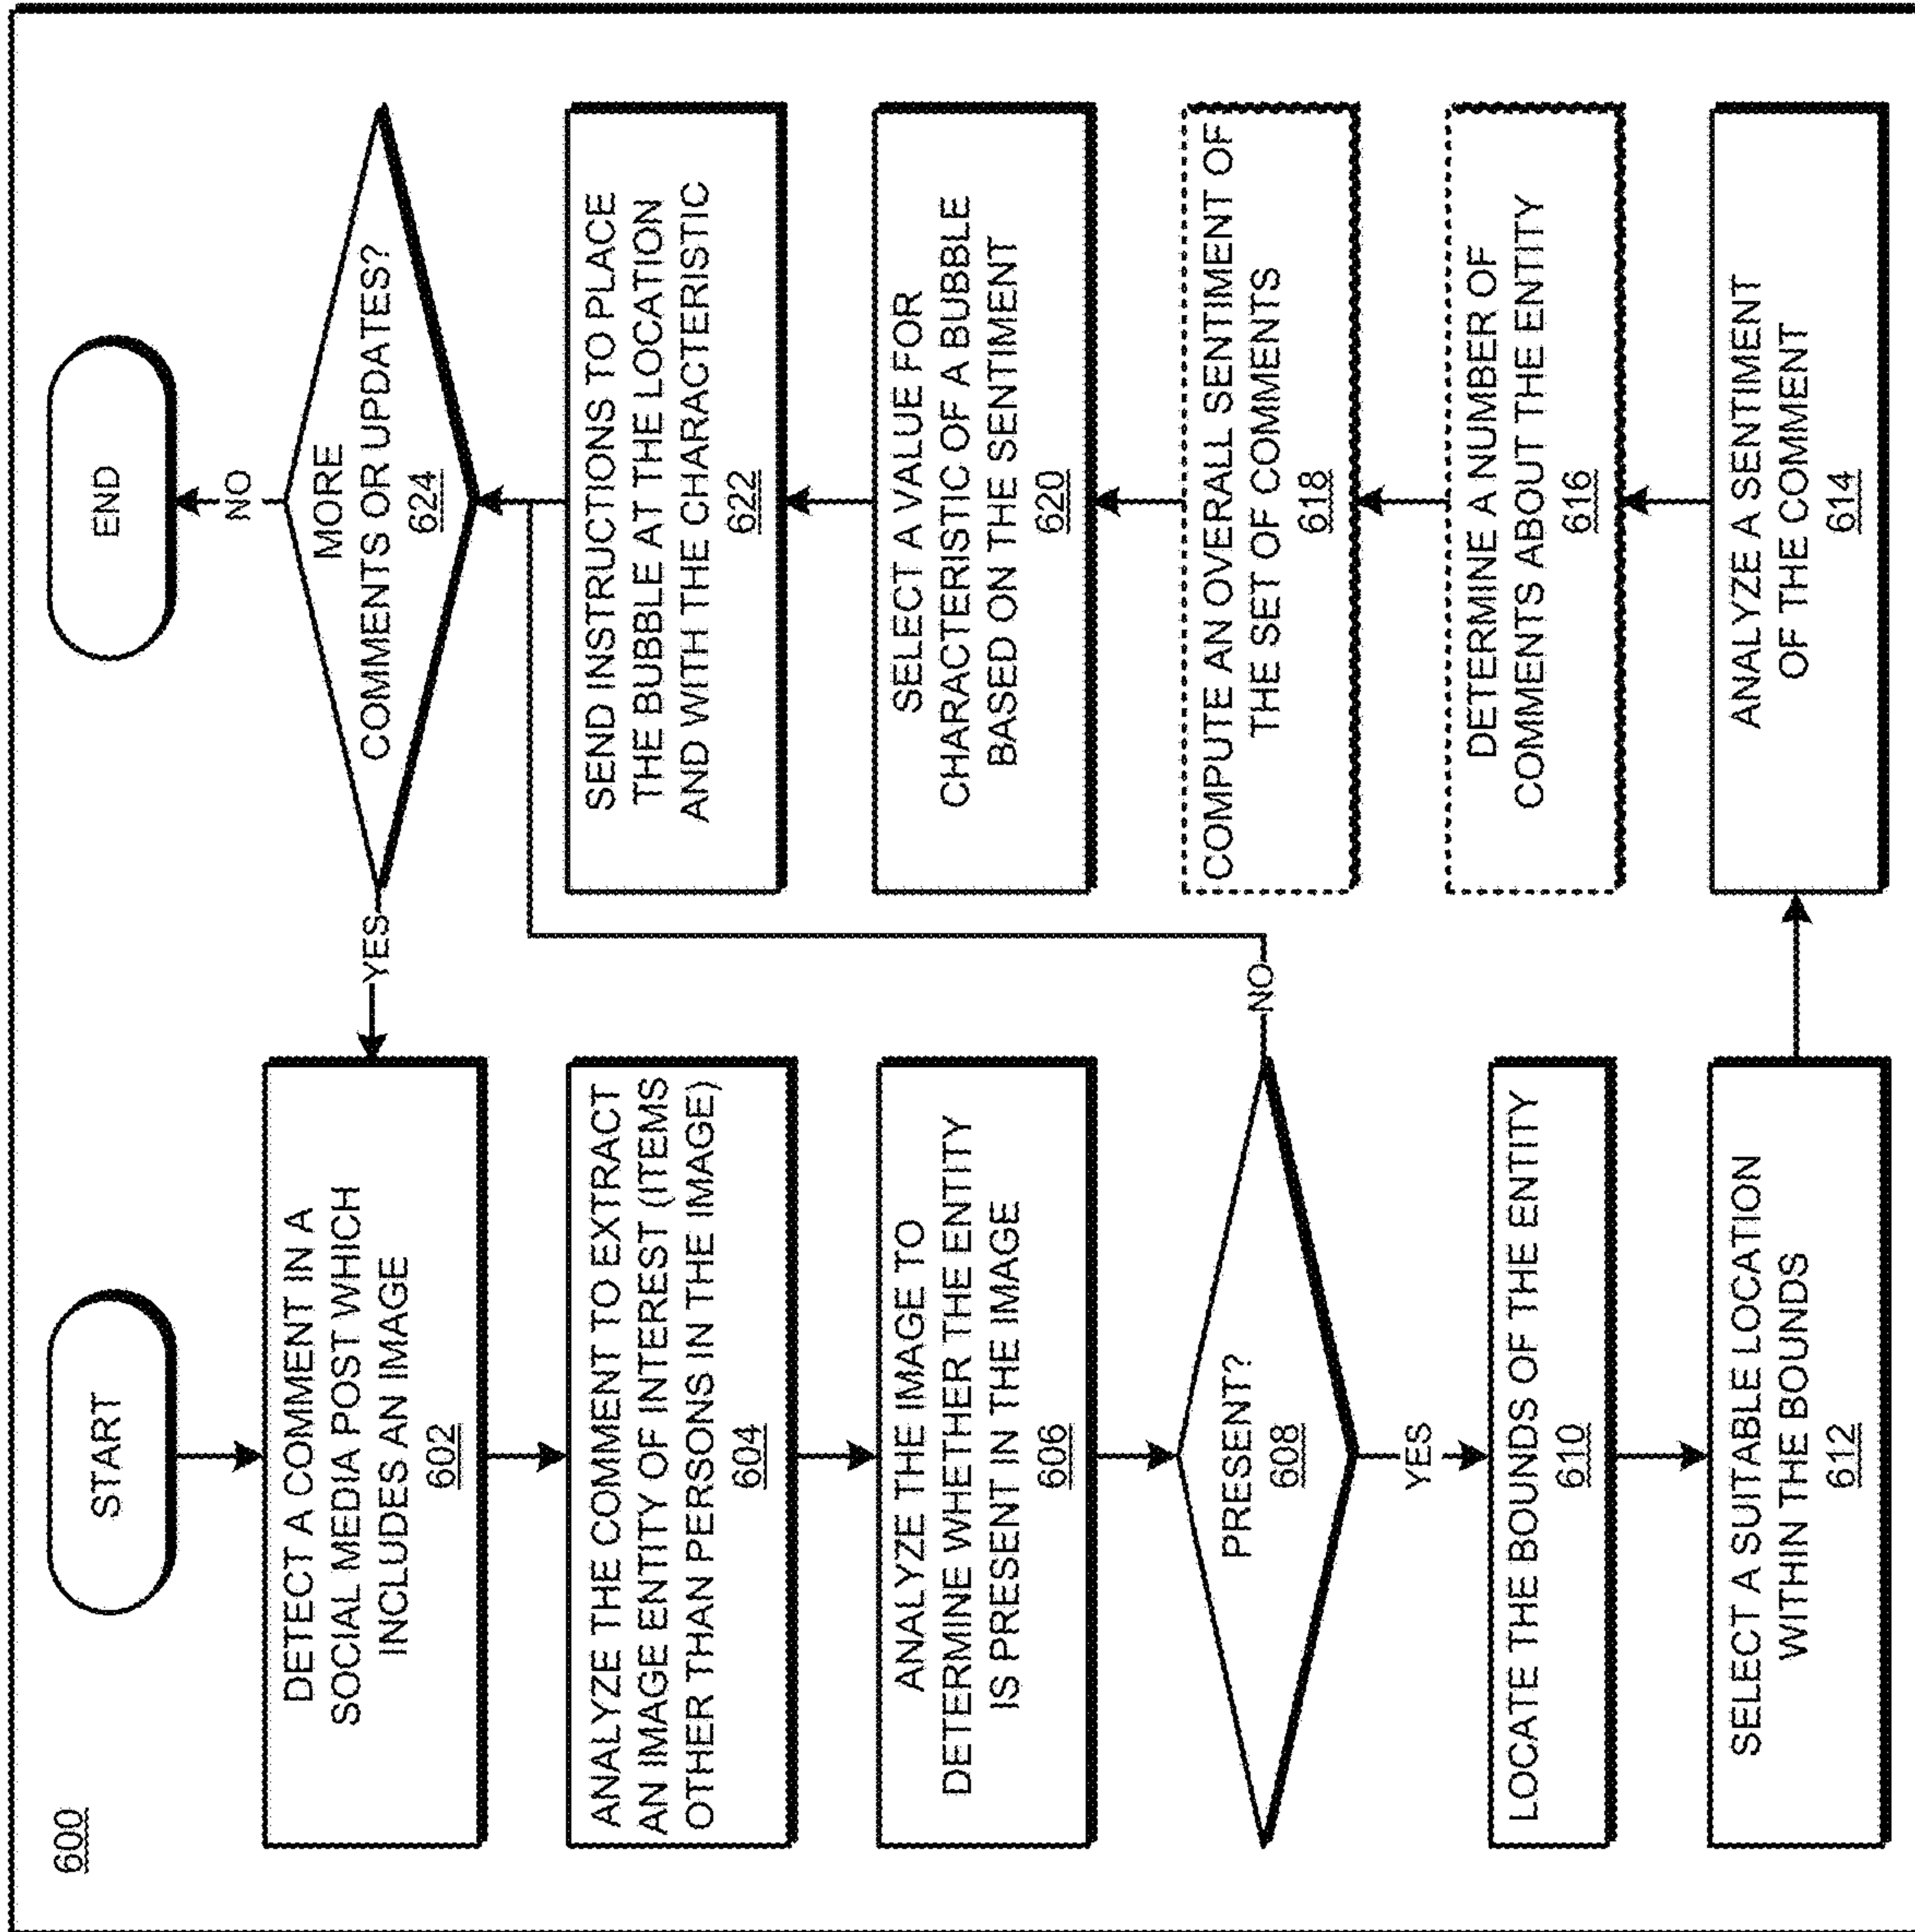 600
START
DETECT A COMMENT IN A
SOCIAL MEDIA POST WHICH
INCLUDES AN IMAGE
602
ANALYZE THE COMMENT TO EXTRACT
AN IMAGE ENTITY OF INTEREST (ITEMS
OTHER THAN PERSONS IN THE IMAGE)
604
ANALYZE THE IMAGE TO
DETERMINE WHETHER THE ENTITY
IS PRESENT IN THE IMAGE
606
PRESENT?
608
NO
YES
LOCATE THE BOUNDS OF THE ENTITY
610
SELECT A SUITABLE LOCATION
WITHIN THE BOUNDS
612
END
NO
MORE
COMMENTS OR UPDATES?
624
YES
SEND INSTRUCTIONS TO PLACE
THE BUBBLE AT THE LOCATION
AND WITH THE CHARACTERISTIC
622
SELECT A VALUE FOR
CHARACTERISTIC OF A BUBBLE
BASED ON THE SENTIMENT
620
COMPUTE AN OVERALL SENTIMENT OF
THE SET OF COMMENTS
618
DETERMINE A NUMBER OF
COMMENTS ABOUT THE ENTITY
616
ANALYZE A SENTIMENT
OF THE COMMENT
614